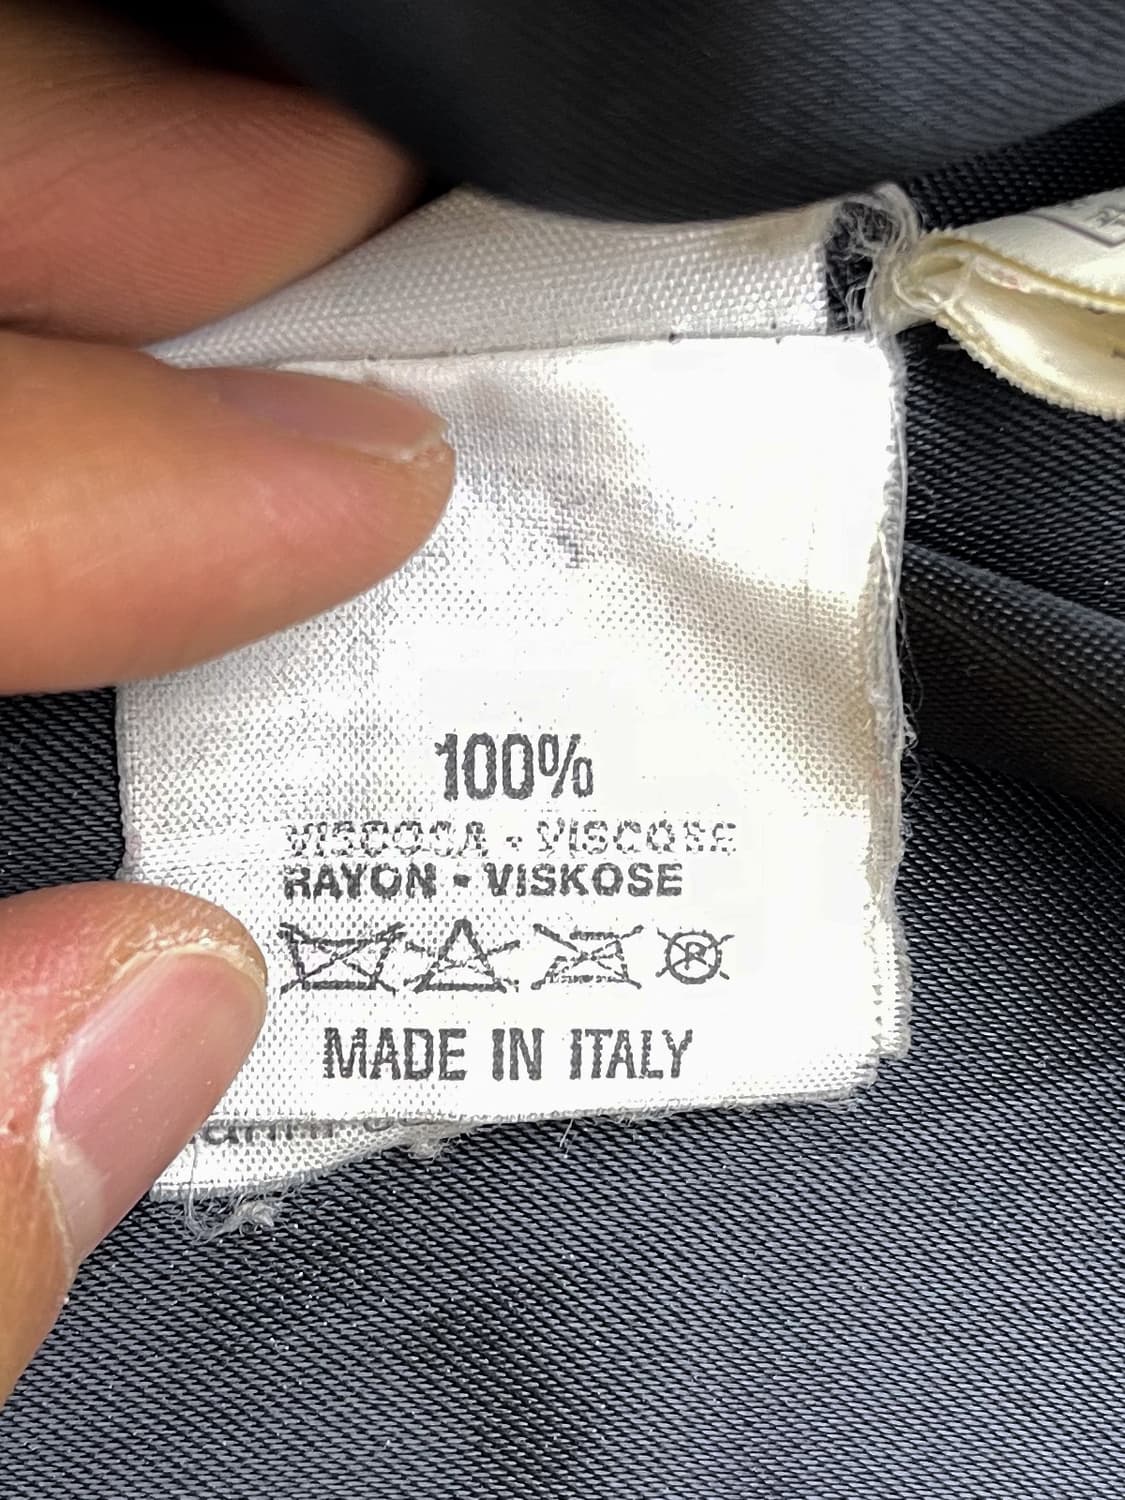 100%
VISCOSA - VISCOSE
RAYON - VISKOSE
R
MADE IN ITALY